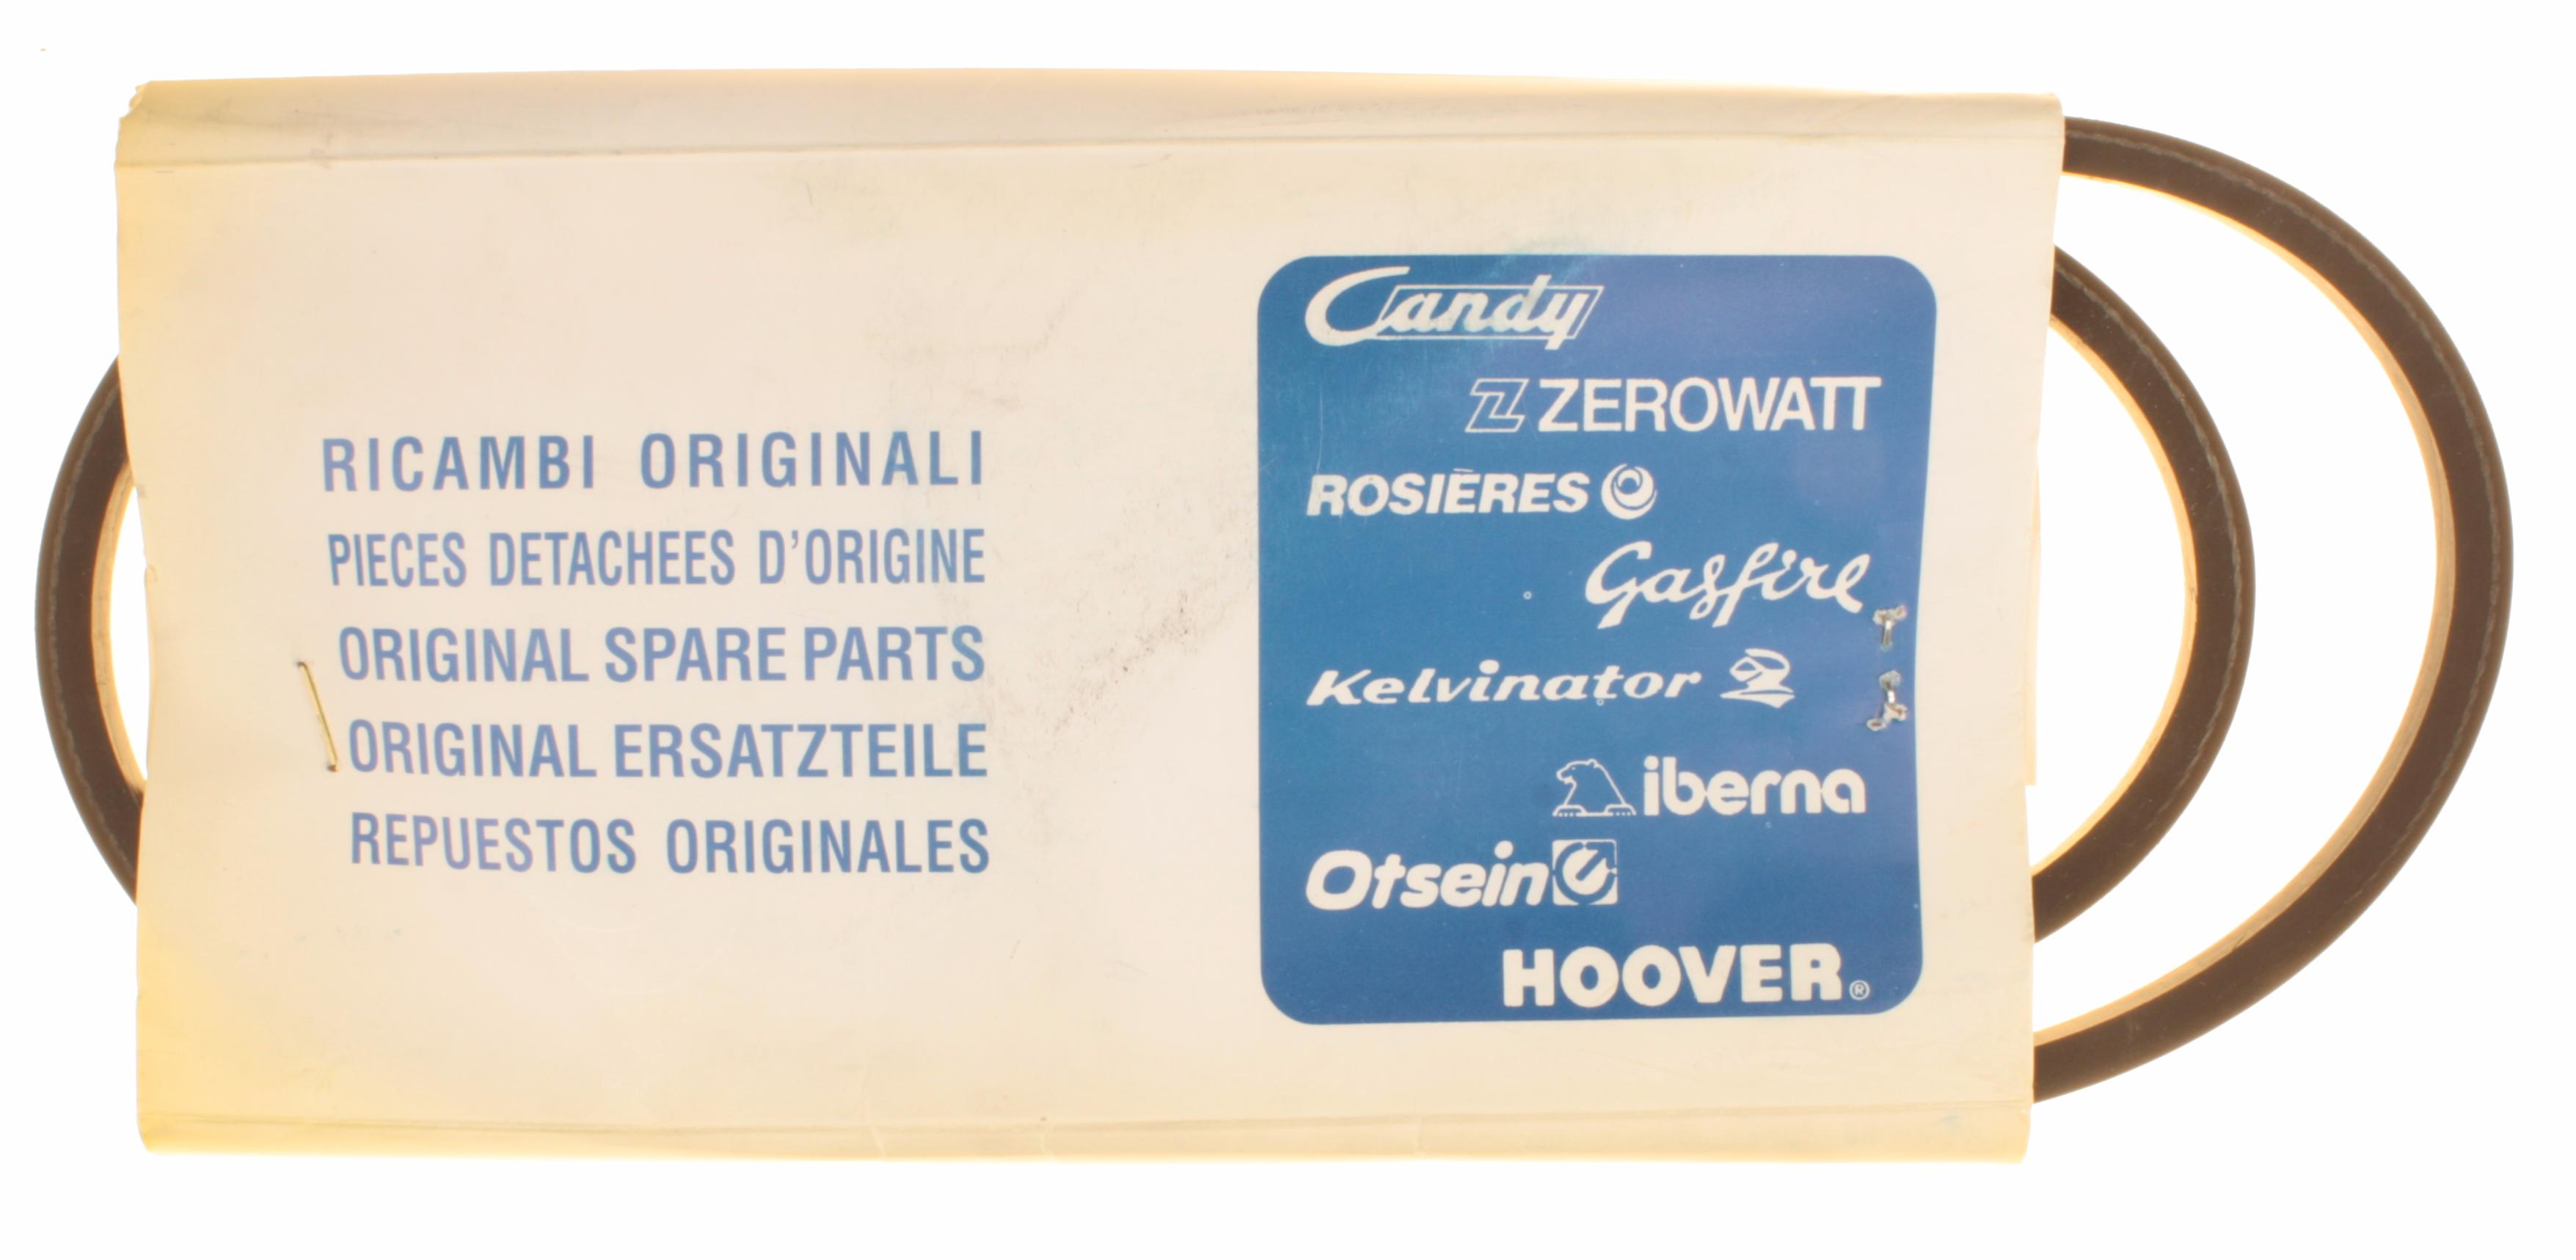 RICAMBI ORIGINALI
PIECES DETACHEES D'ORIGINE
ORIGINAL SPARE PARTS
ORIGINAL ERSATZTEILE
REPUESTOS ORIGINALES
Candy
ZEROWATT
ROSIÈRES
Gasfire
Kelvinator
iberna
Otsein
HOOVER®